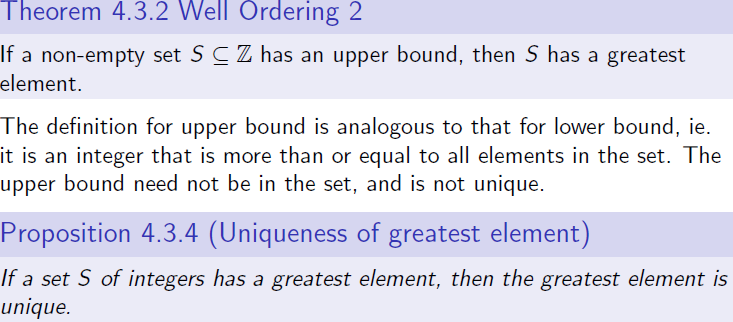 Theorem 4.3.2 Well Ordering 2
If a non-empty set S ⊆ ℤ has an upper bound, then S has a greatest
element.
The definition for upper bound is analogous to that for lower bound, ie.
it is an integer that is more than or equal to all elements in the set. The
upper bound need not be in the set, and is not unique.
Proposition 4.3.4 (Uniqueness of greatest element)
If a set S of integers has a greatest element, then the greatest element is
unique.